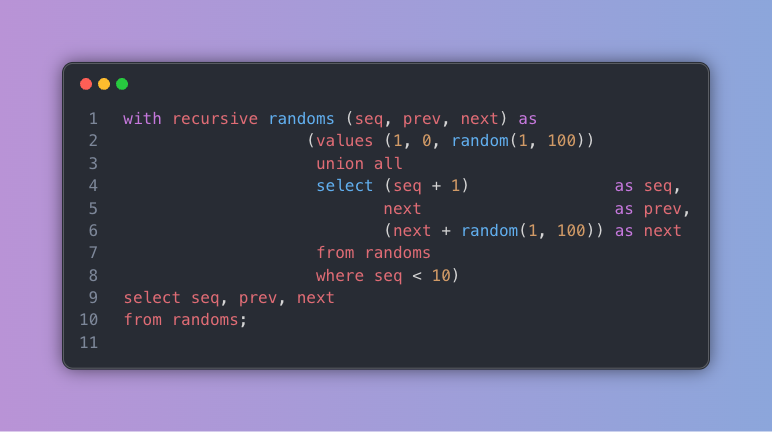 1 with recursive randoms (seq, prev, next) as
2 (values (1, 0, random(1, 100))
3 union all
4 select (seq + 1) as seq,
5 next as prev,
6 (next + random(1, 100)) as next
7 from randoms
8 where seq < 10)
9 select seq, prev, next
10 from randoms;
11